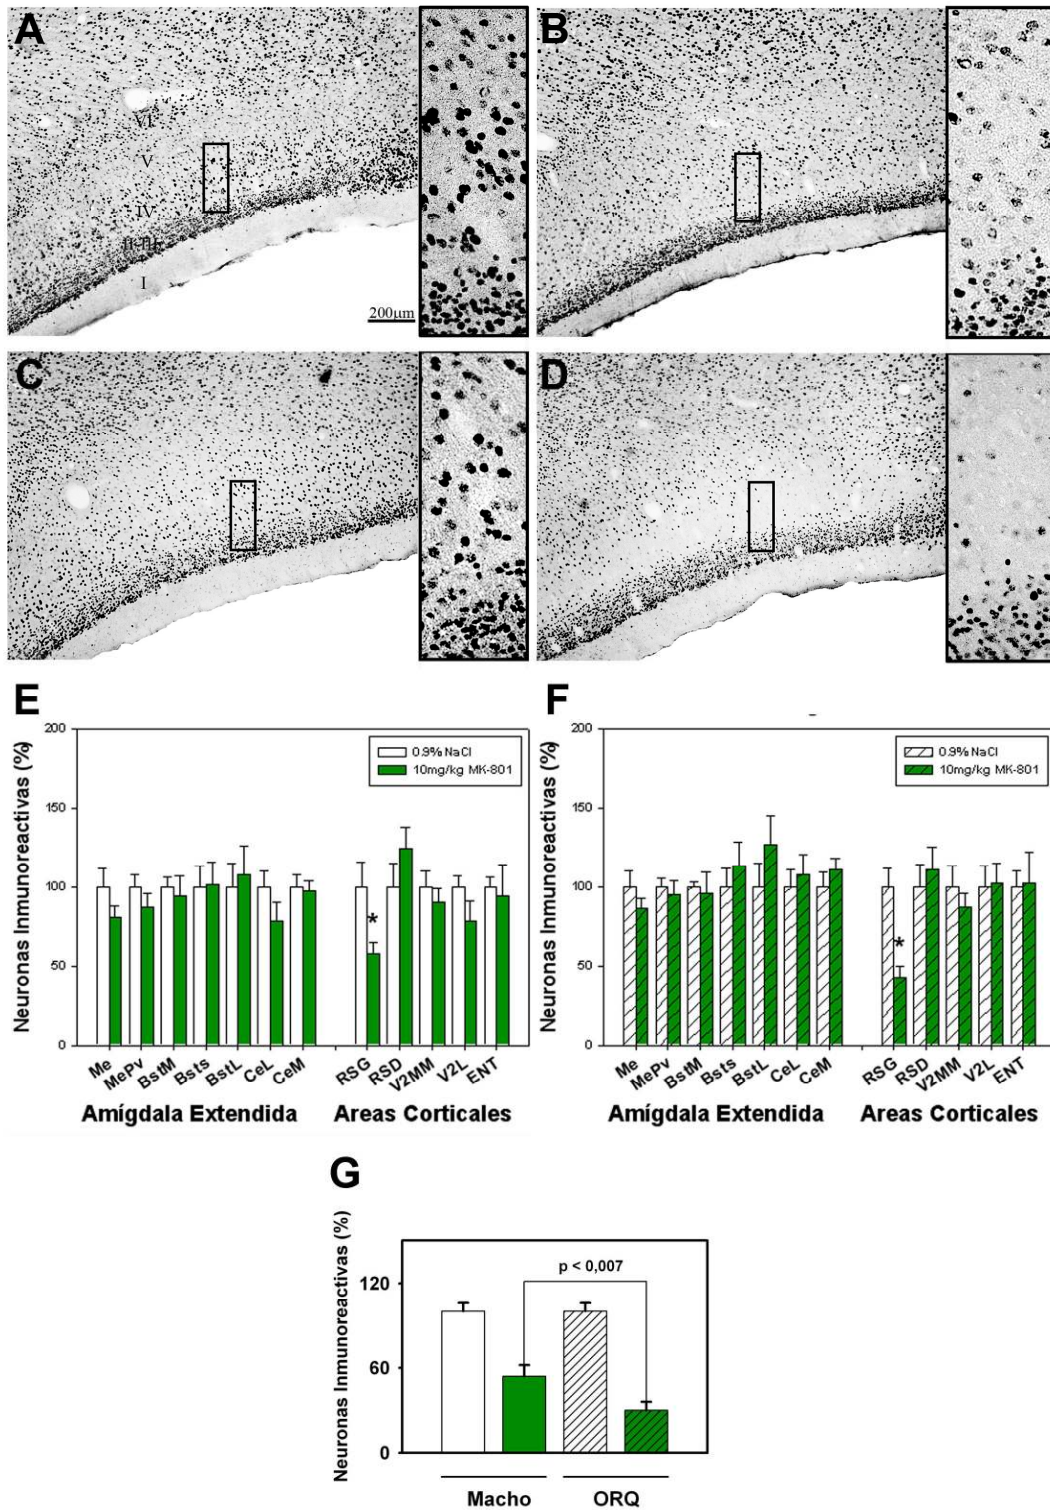 A
B
VI
V
IV
II-III
I
200µm
C
D
E
F
Neuronas Inmunoreactivas (%)
200
150
100
50
0
0.9% NaCl
10mg/kg MK-801
*
Me MePv BstM Bsts BstL CeL CeM RSG RSD V2MM V2L ENT
Amígdala Extendida Areas Corticales
Neuronas Inmunoreactivas (%)
200
150
100
50
0
0.9% NaCl
10mg/kg MK-801
*
Me MePv BstM Bsts BstL CeL CeM RSG RSD V2MM V2L ENT
Amígdala Extendida Areas Corticales
G
Neuronas Inmunoreactivas (%)
120
60
0
p < 0,007
Macho ORQ